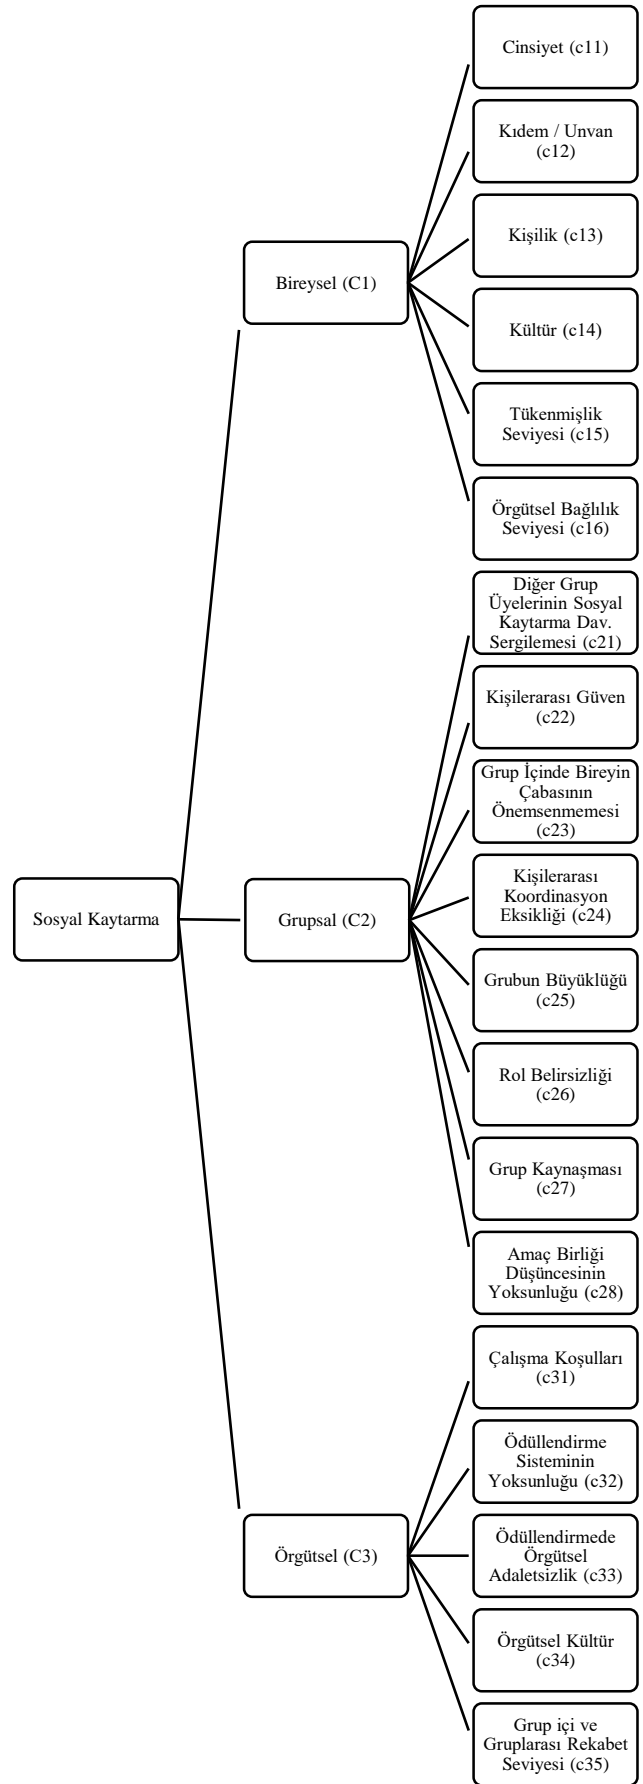 Cinsiyet (c11)
Kıdem / Unvan
(c12)
Kişilik (c13)
Bireysel (C1)
Kültür (c14)
Tükenmişlik
Seviyesi (c15)
Örgütsel Bağlılık
Seviyesi (c16)
Diğer Grup
Üyelerinin Sosyal
Kaytarma Dav.
Sergilemesi (c21)
Kişilerarası Güven
(c22)
Grup İçinde Bireyin
Çabasının
Önemsenmemesi
(c23)
Kişilerarası
Koordinasyon
Eksikliği (c24)
Sosyal Kaytarma
Grupsal (C2)
Grubun Büyüklüğü
(c25)
Rol Belirsizliği
(c26)
Grup Kaynaşması
(c27)
Amaç Birliği
Düşüncesinin
Yoksunluğu (c28)
Çalışma Koşulları
(c31)
Ödüllendirme
Sisteminin
Yoksunluğu (c32)
Örgütsel (C3)
Ödüllendirmede
Örgütsel
Adaletsizlik (c33)
Örgütsel Kültür
(c34)
Grup içi ve
Gruplarası Rekabet
Seviyesi (c35)